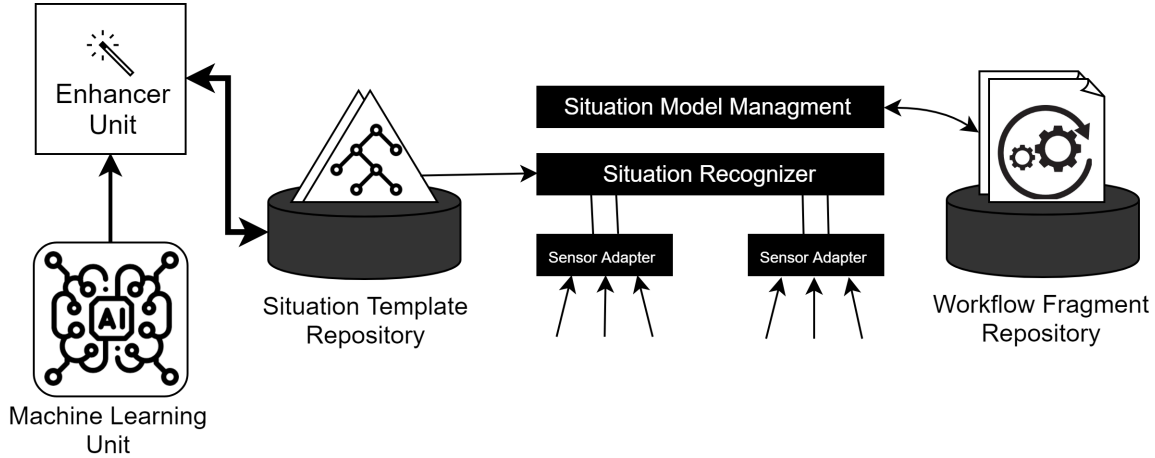 Enhancer
Unit
Situation Model Managment
Situation Recognizer
Sensor Adapter
Sensor Adapter
AI
Situation Template
Repository
Workflow Fragment
Repository
Machine Learning
Unit